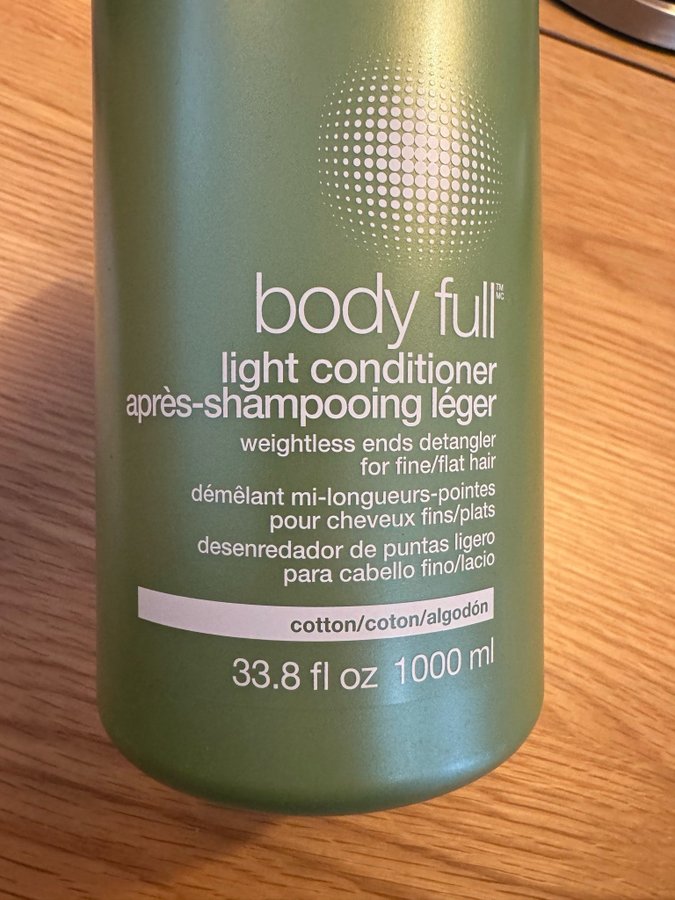 body full™ MC
light conditioner
après-shampooing léger
weightless ends detangler
for fine/flat hair
démêlant mi-longueurs-pointes
pour cheveux fins/plats
desenredador de puntas ligero
para cabello fino/lacio
cotton/coton/algodón
33.8 fl oz 1000 ml